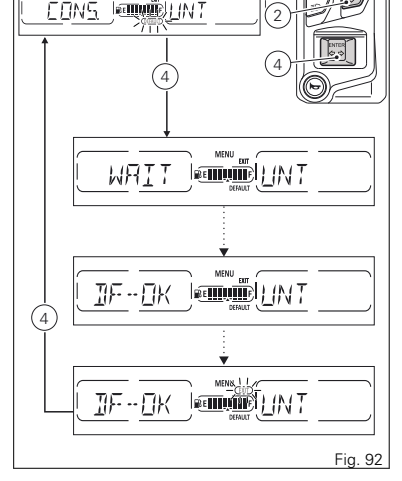 CONS. E F UNT
2
ENTER
4
4
MENU
EXIT
WAIT E F UNT
DEFAULT
MENU
EXIT
DF--OK E F UNT
DEFAULT
4
MENU
DF--OK E F UNT
DEFAULT
Fig. 92